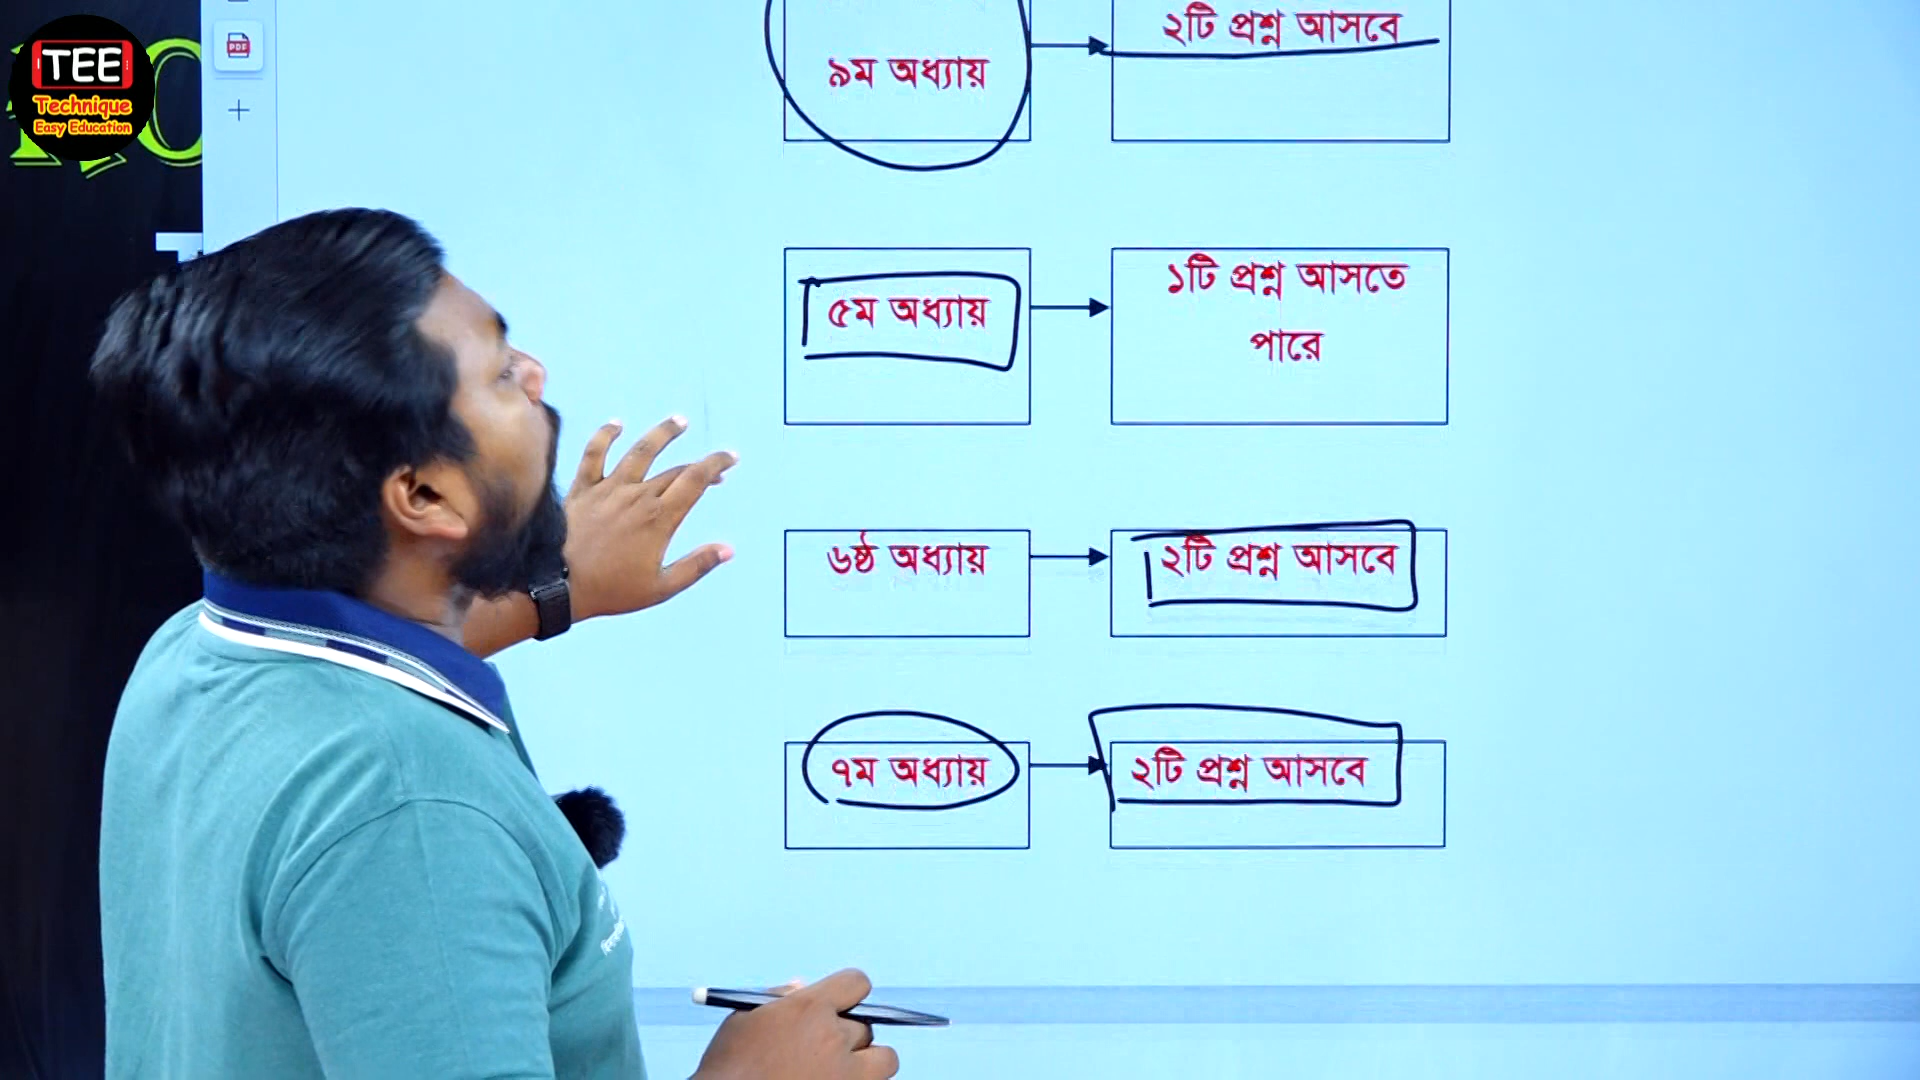 TEE
Technique
Easy Education
PDF
২টি প্রশ্ন আসবে
৯ম অধ্যায়
৫ম অধ্যায়
১টি প্রশ্ন আসতে
পারে
৬ষ্ঠ অধ্যায়
২টি প্রশ্ন আসবে
৭ম অধ্যায়
২টি প্রশ্ন আসবে